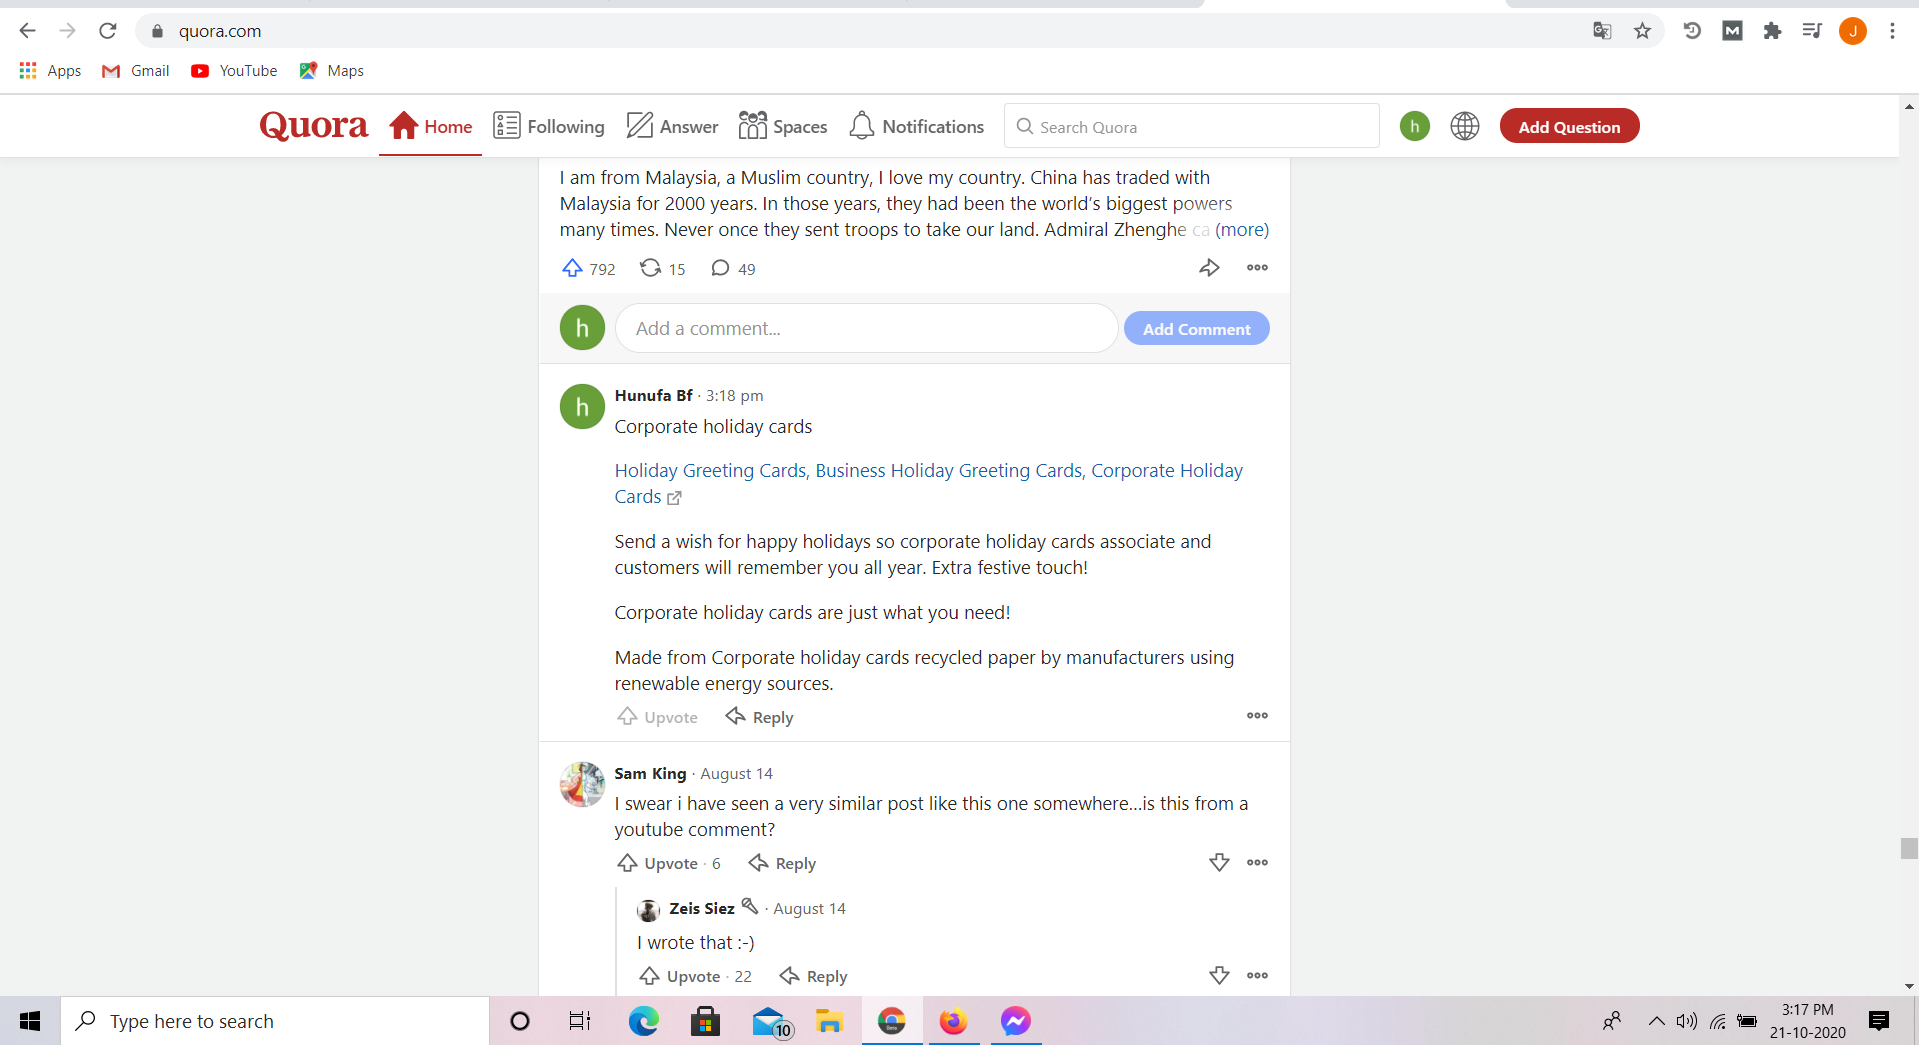 quora.com
J
Apps Gmail YouTube Maps
Quora Home Following Answer Spaces Notifications Search Quora h Add Question
I am from Malaysia, a Muslim country, I love my country. China has traded with
Malaysia for 2000 years. In those years, they had been the world's biggest powers
many times. Never once they sent troops to take our land. Admiral Zhenghe ca (more)
792 15 49
h Add a comment... Add Comment
h Hunufa Bf · 3:18 pm
Corporate holiday cards
Holiday Greeting Cards, Business Holiday Greeting Cards, Corporate Holiday
Cards
Send a wish for happy holidays so corporate holiday cards associate and
customers will remember you all year. Extra festive touch!
Corporate holiday cards are just what you need!
Made from Corporate holiday cards recycled paper by manufacturers using
renewable energy sources.
Upvote Reply
Sam King · August 14
I swear i have seen a very similar post like this one somewhere...is this from a
youtube comment?
Upvote · 6 Reply
Zeis Siez · August 14
I wrote that :-)
Upvote · 22 Reply
Type here to search 10 3:17 PM
21-10-2020